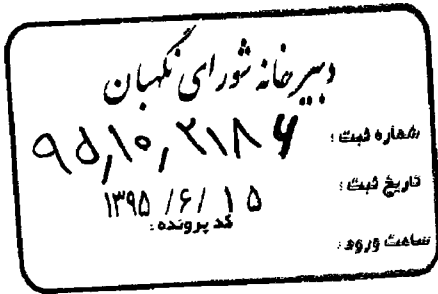 دبیرخانه شورای نگهبان
شماره ثبت : ۹۵٫۱۰٫۲۱۸۶
تاریخ ثبت : ۱۳۹۵ /۶/ ۱۵
کد پرونده :
ساعت ورود :